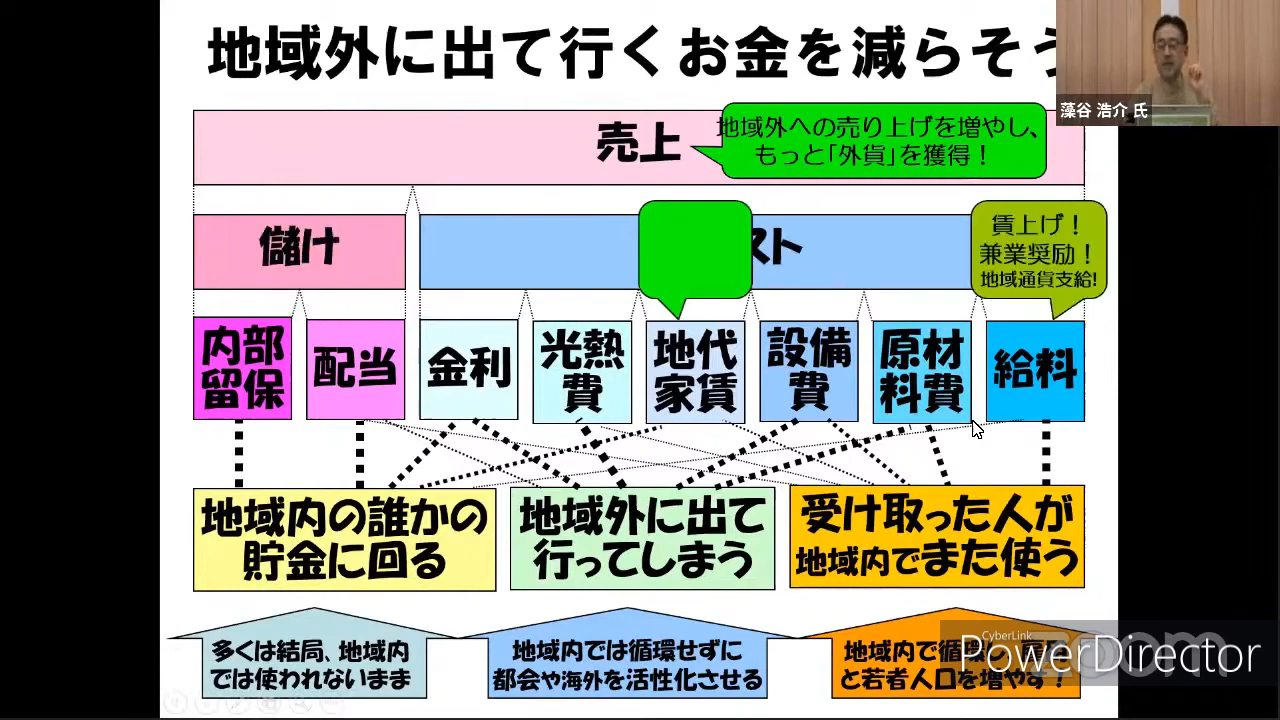 地域外に出て行くお金を減らそう
藻谷 浩介 氏
売上
地域外への売り上げを増やし、
もっと「外貨」を獲得！
儲け
スト
賃上げ！
兼業奨励！
地域通貨支給!
内部
留保
配当
金利
光熱
費
地代
家賃
設備
費
原材
料費
給料
地域内の誰かの
貯金に回る
地域外に出て
行ってしまう
受け取った人が
地域内でまた使う
多くは結局、地域内
では使われないまま
地域内では循環せずに
都会や海外を活性化させる
地域内で循環
と若者人口を増やす！
CyberLink
PowerDirector
zoom